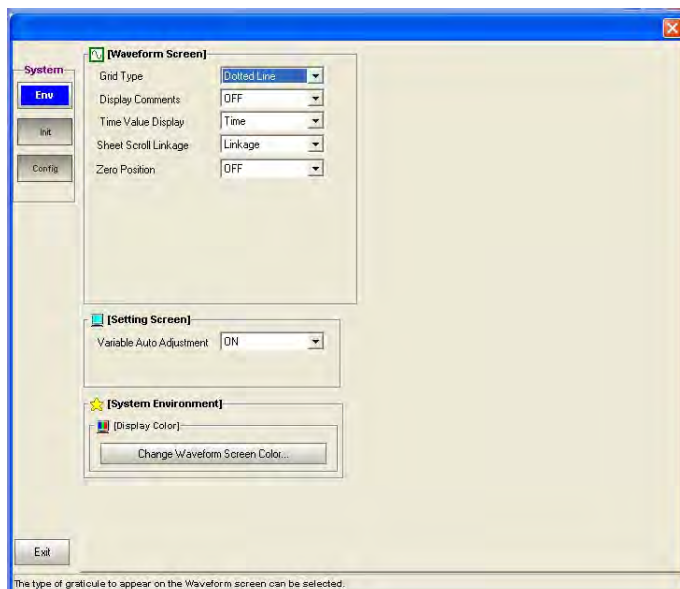 System
Env
Init
Config
[Waveform Screen]
Grid Type Dotted Line
Display Comments OFF
Time Value Display Time
Sheet Scroll Linkage Linkage
Zero Position OFF
[Setting Screen]
Variable Auto Adjustment ON
[System Environment]
[Display Color]
Change Waveform Screen Color...
Exit
The type of graticule to appear on the Waveform screen can be selected.